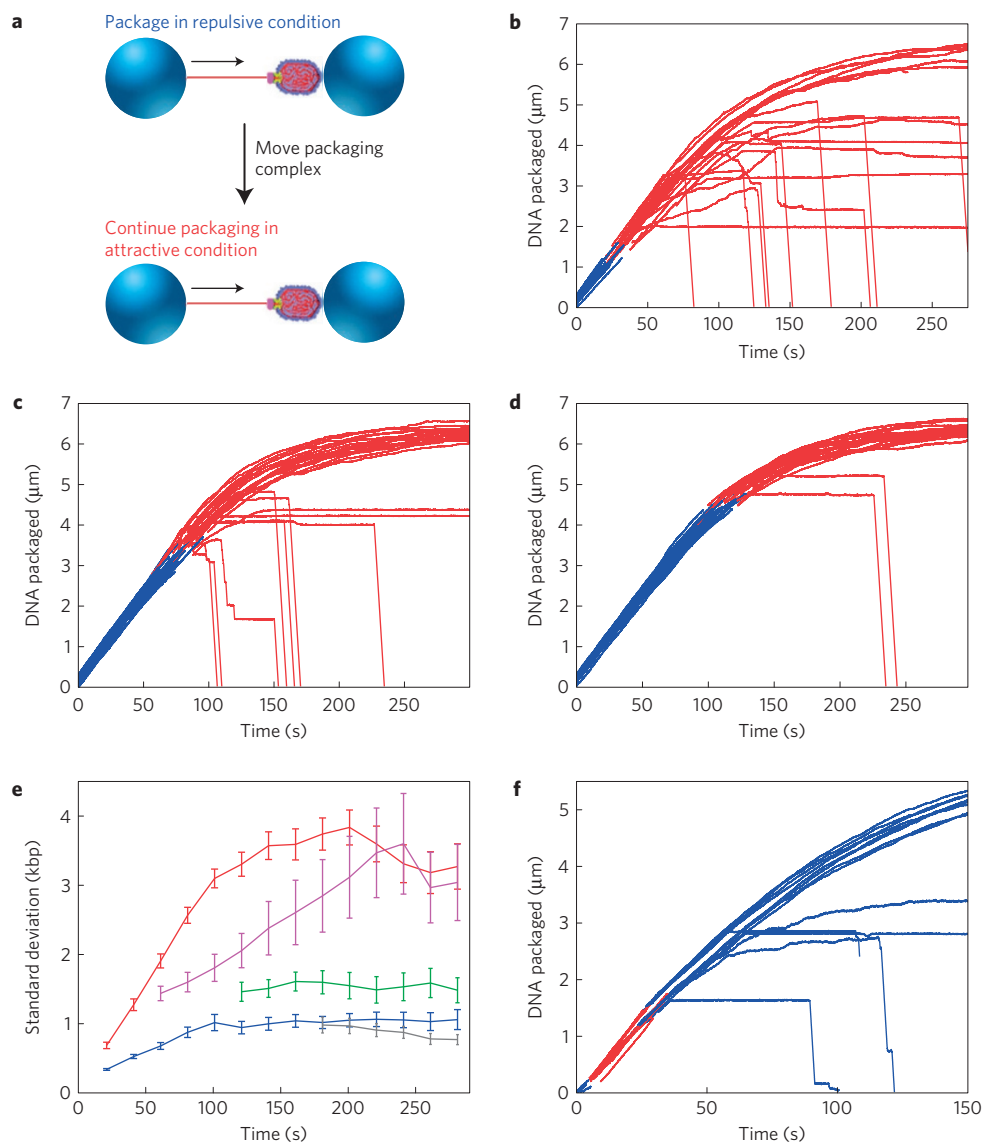 a
Package in repulsive condition
Move packaging
complex
Continue packaging in
attractive condition
b
DNA packaged (µm)
7
6
5
4
3
2
1
0
0 50 100 150 200 250
Time (s)
c
DNA packaged (µm)
7
6
5
4
3
2
1
0
0 50 100 150 200 250
Time (s)
d
DNA packaged (µm)
7
6
5
4
3
2
1
0
0 50 100 150 200 250
Time (s)
e
Standard deviation (kbp)
4
3
2
1
0
0 50 100 150 200 250
Time (s)
f
DNA packaged (µm)
5
4
3
2
1
0
0 50 100 150
Time (s)